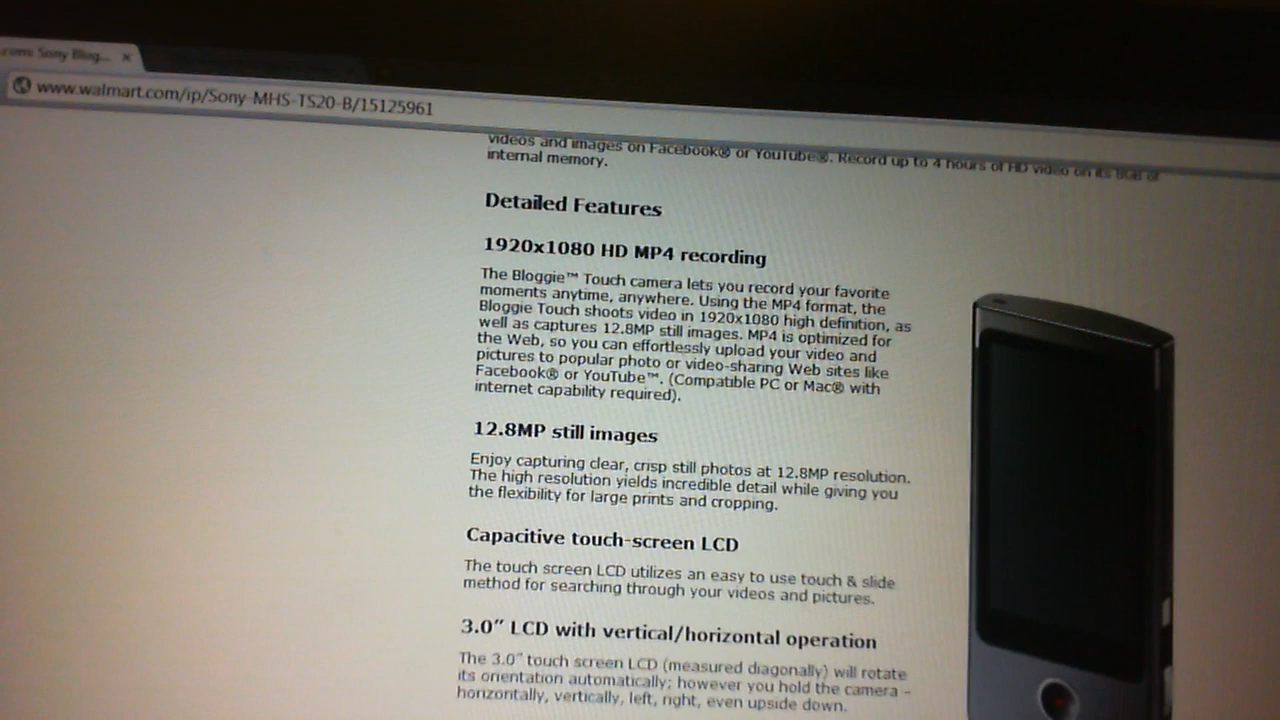 .com: Sony Blog... ×
www.walmart.com/ip/Sony-MHS-TS20-B/15125961
videos and images on Facebook® or YouTube®. Record up to 4 hours of HD video on its 8GB of
internal memory.
Detailed Features
1920x1080 HD MP4 recording
The Bloggie™ Touch camera lets you record your favorite
moments anytime, anywhere. Using the MP4 format, the
Bloggie Touch shoots video in 1920x1080 high definition, as
well as captures 12.8MP still images. MP4 is optimized for
the Web, so you can effortlessly upload your video and
pictures to popular photo or video-sharing Web sites like
Facebook® or YouTube™. (Compatible PC or Mac® with
internet capability required).
12.8MP still images
Enjoy capturing clear, crisp still photos at 12.8MP resolution.
The high resolution yields incredible detail while giving you
the flexibility for large prints and cropping.
Capacitive touch-screen LCD
The touch screen LCD utilizes an easy to use touch & slide
method for searching through your videos and pictures.
3.0″ LCD with vertical/horizontal operation
The 3.0″ touch screen LCD (measured diagonally) will rotate
its orientation automatically; however you hold the camera –
horizontally, vertically, left, right, even upside down.